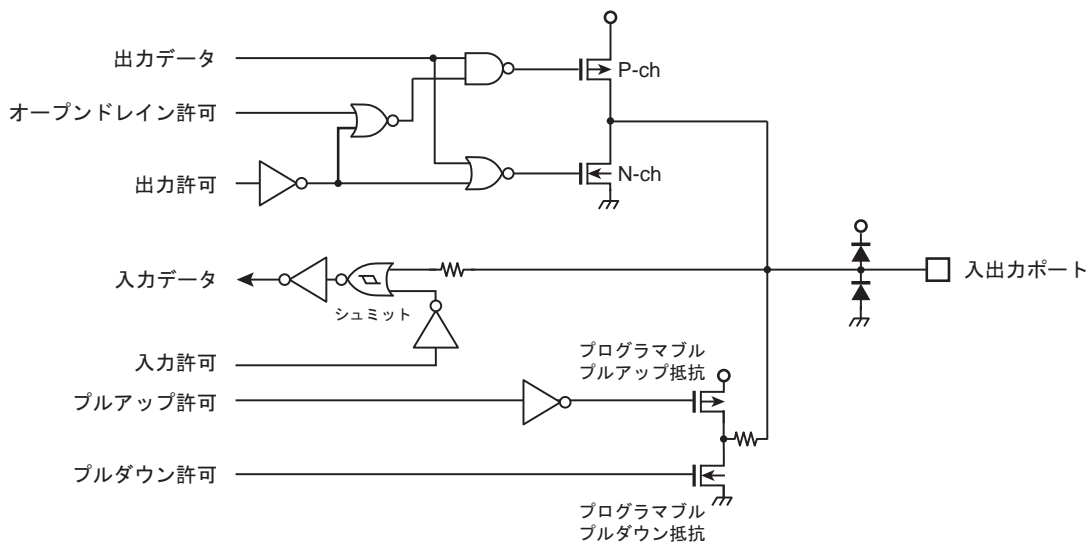 出力データ
P-ch
オープンドレイン許可
N-ch
出力許可
入力データ
シュミット
入出力ポート
入力許可
プログラマブル
プルアップ抵抗
プルアップ許可
プルダウン許可
プログラマブル
プルダウン抵抗